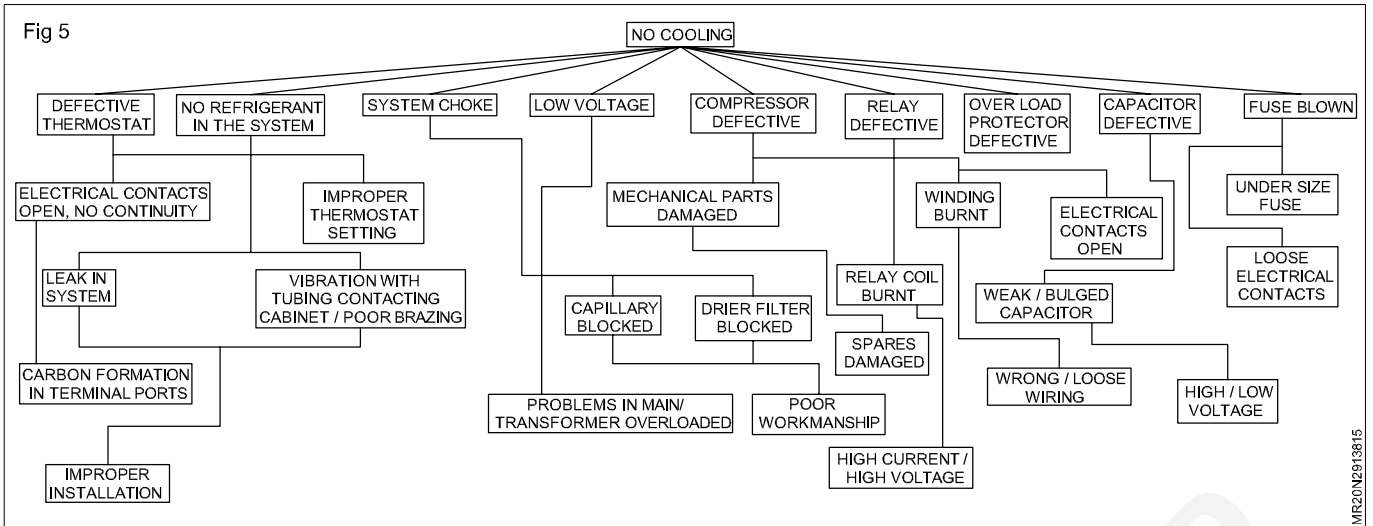 Fig 5
NO COOLING
DEFECTIVE
THERMOSTAT
NO REFRIGERANT
IN THE SYSTEM
SYSTEM CHOKE
LOW VOLTAGE
COMPRESSOR
DEFECTIVE
RELAY
DEFECTIVE
OVER LOAD
PROTECTOR
DEFECTIVE
CAPACITOR
DEFECTIVE
FUSE BLOWN
ELECTRICAL CONTACTS
OPEN, NO CONTINUITY
IMPROPER
THERMOSTAT
SETTING
MECHANICAL PARTS
DAMAGED
WINDING
BURNT
ELECTRICAL
CONTACTS
OPEN
UNDER SIZE
FUSE
LEAK IN
SYSTEM
VIBRATION WITH
TUBING CONTACTING
CABINET / POOR BRAZING
CAPILLARY
BLOCKED
DRIER FILTER
BLOCKED
RELAY COIL
BURNT
WEAK / BULGED
CAPACITOR
LOOSE
ELECTRICAL
CONTACTS
SPARES
DAMAGED
CARBON FORMATION
IN TERMINAL PORTS
PROBLEMS IN MAIN/
TRANSFORMER OVERLOADED
POOR
WORKMANSHIP
WRONG / LOOSE
WIRING
HIGH / LOW
VOLTAGE
IMPROPER
INSTALLATION
HIGH CURRENT /
HIGH VOLTAGE
MR20N2913815